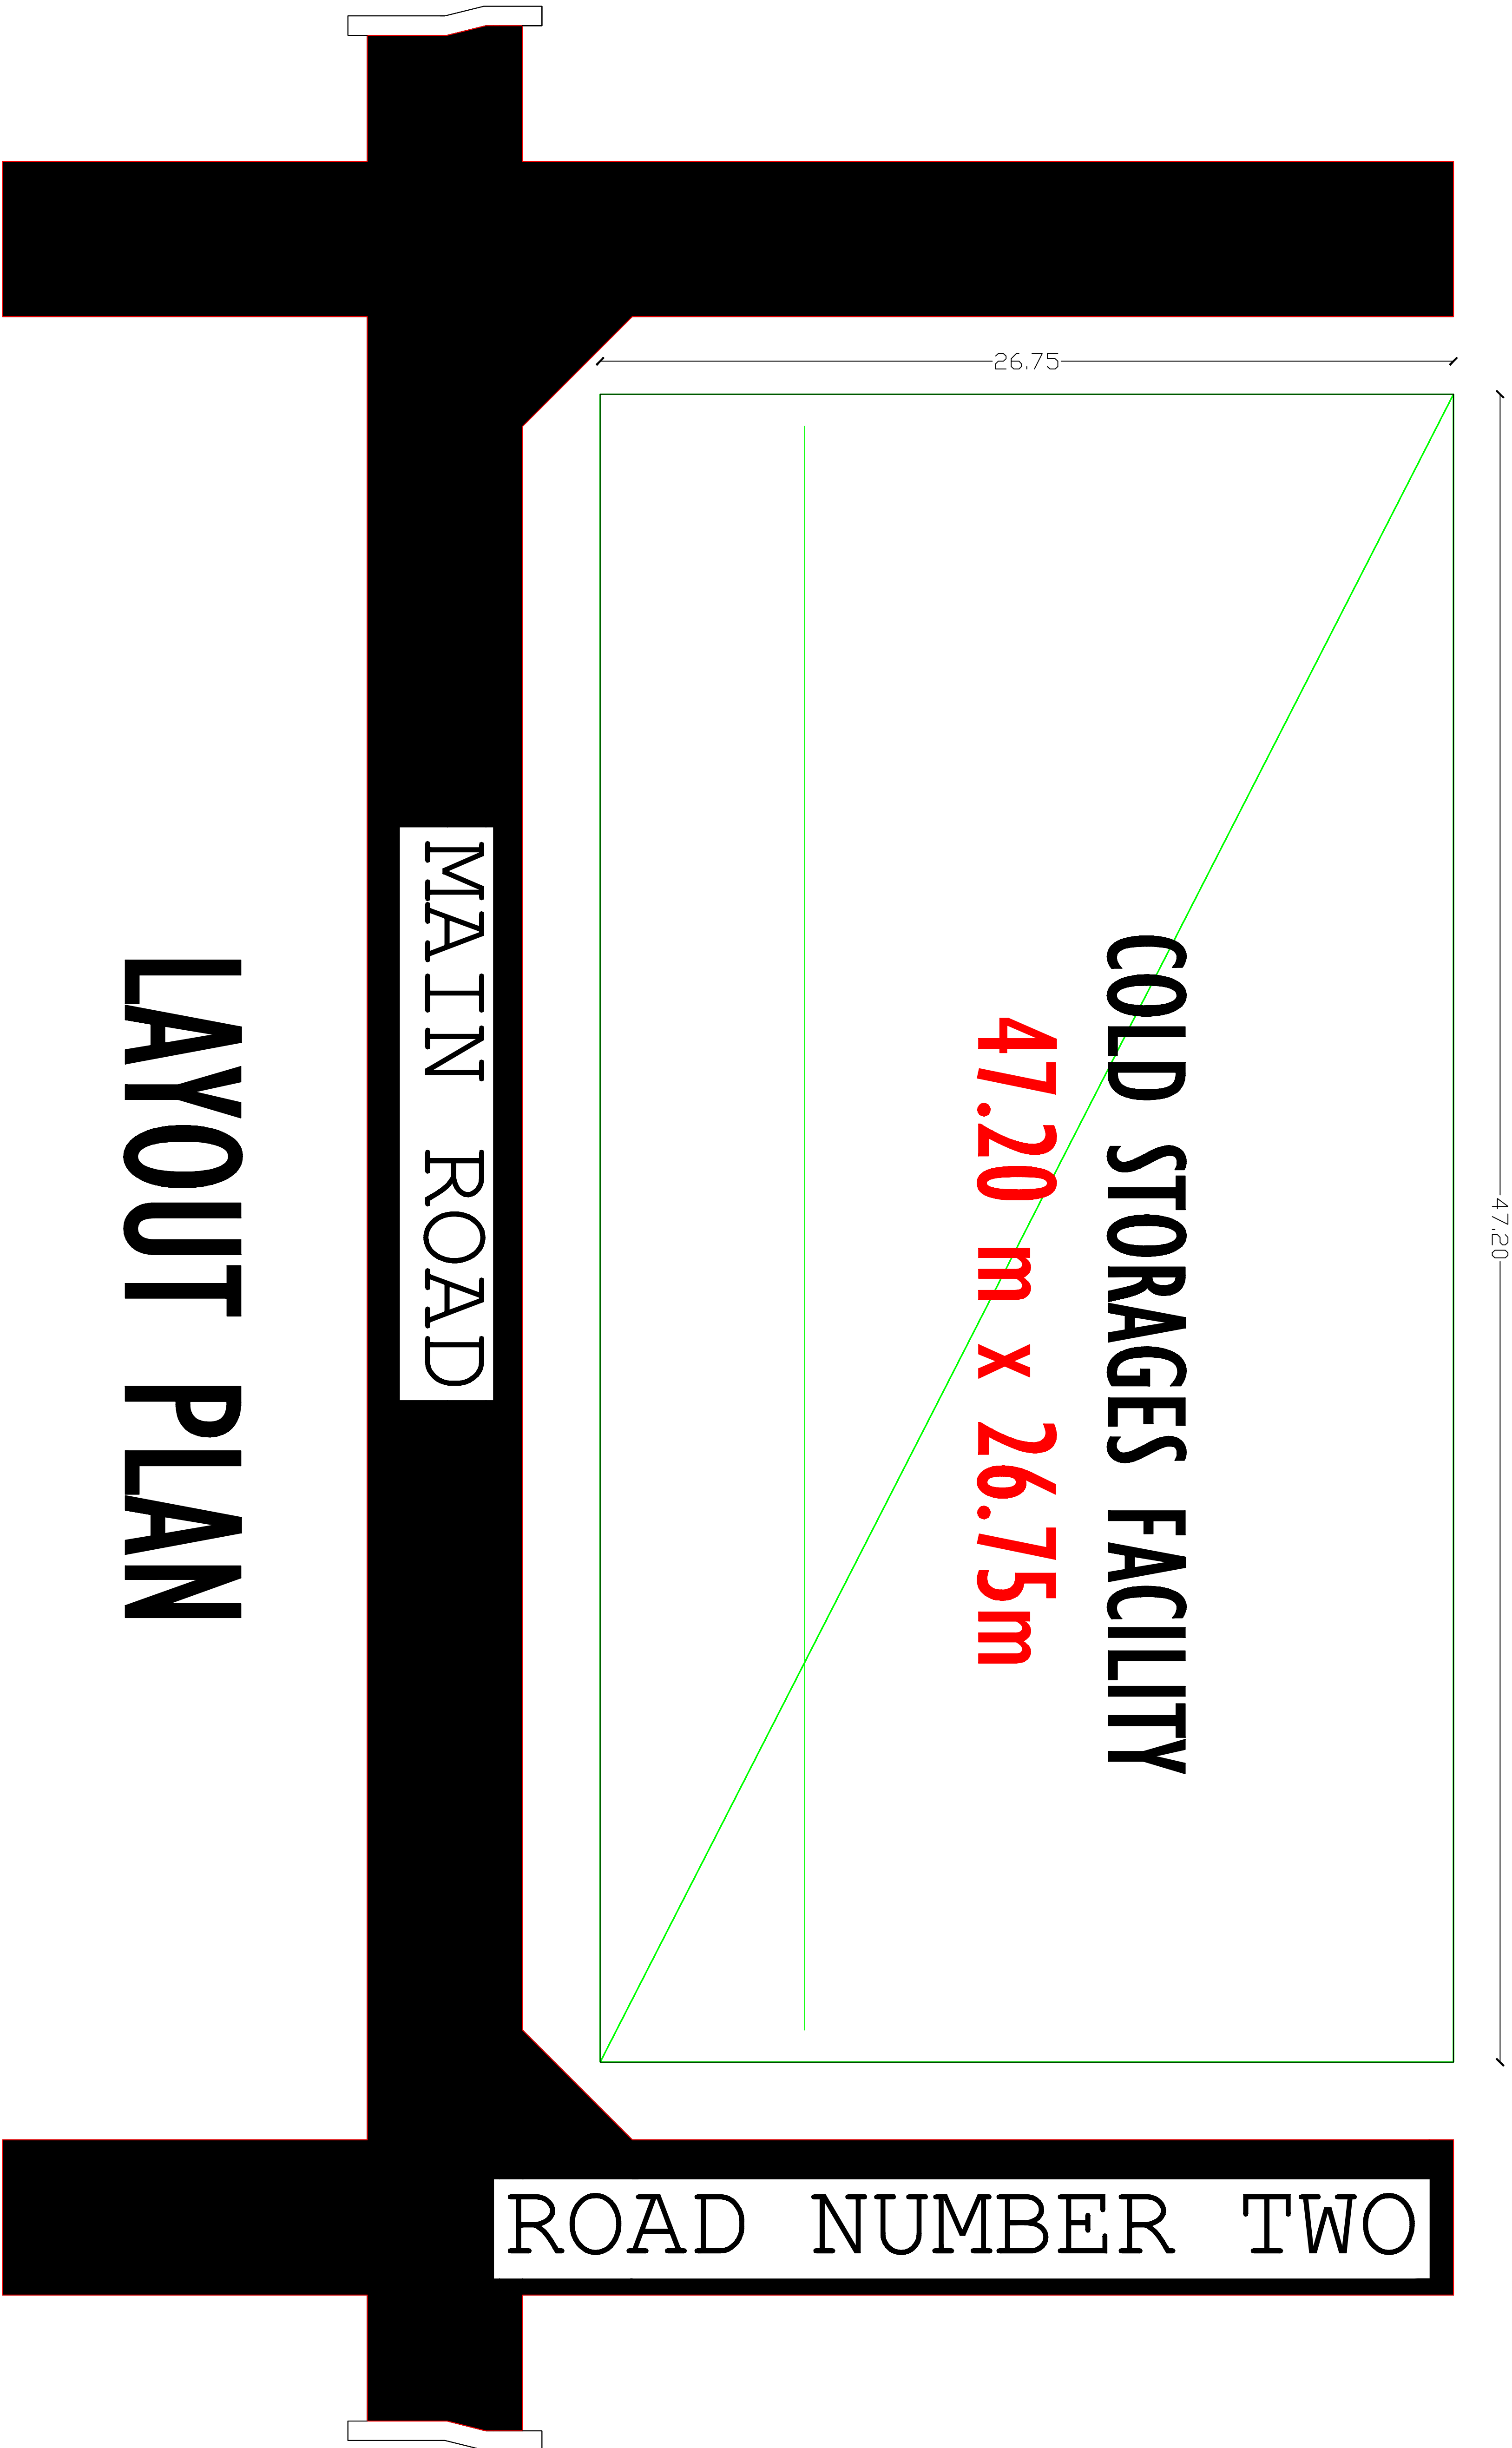 26.75
47.20
COLD STORAGES FACILITY
47.20 m x 26.75m
MAIN ROAD
LAYOUT PLAN
ROAD NUMBER TWO